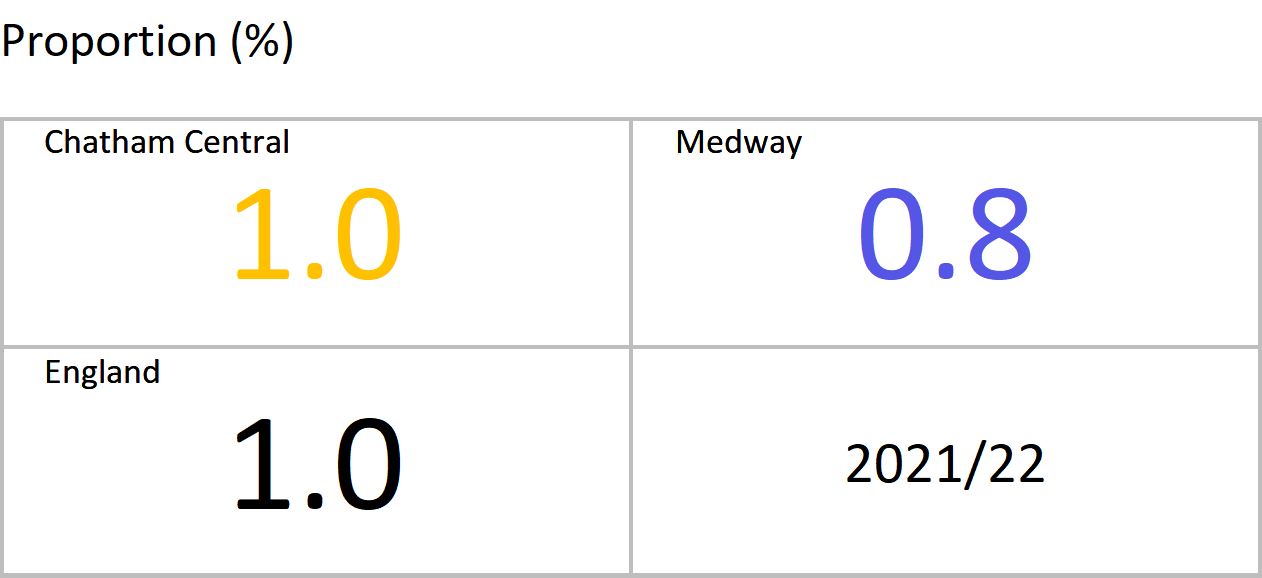 Proportion (%)
Chatham Central
1.0
Medway
0.8
England
1.0
2021/22